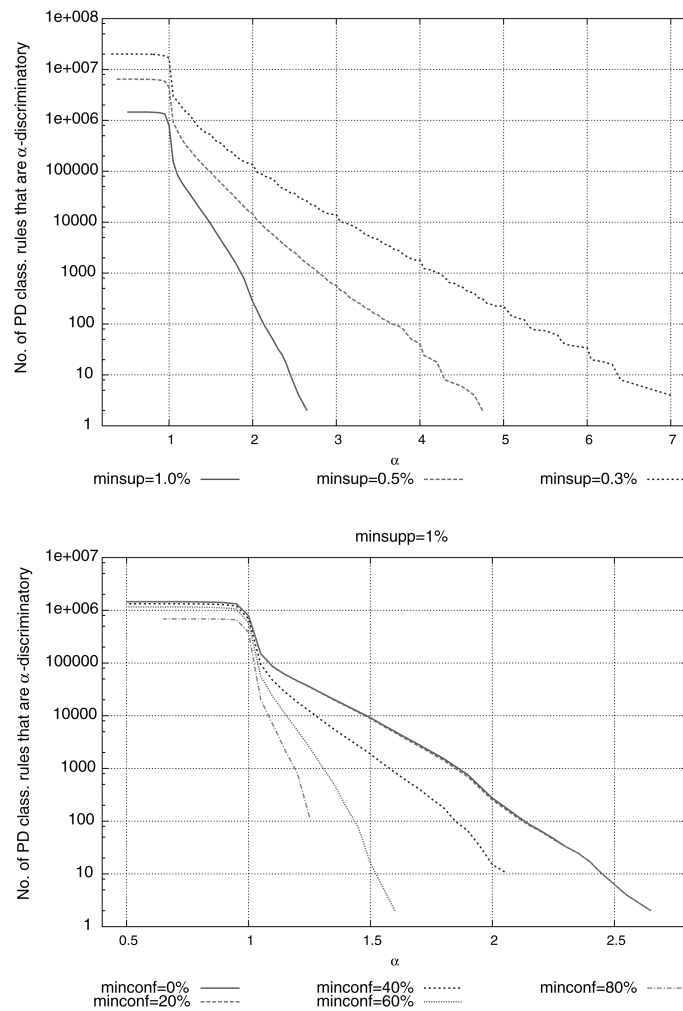 No. of PD class. rules that are α-discriminatory
1e+008
1e+007
1e+006
100000
10000
1000
100
10
1
1 2 3 4 5 6 7
α
minsup=1.0% minsup=0.5% minsup=0.3%
minsupp=1%
No. of PD class. rules that are α-discriminatory
1e+007
1e+006
100000
10000
1000
100
10
1
0.5 1 1.5 2 2.5
α
minconf=0% minconf=40% minconf=80%
minconf=20% minconf=60%